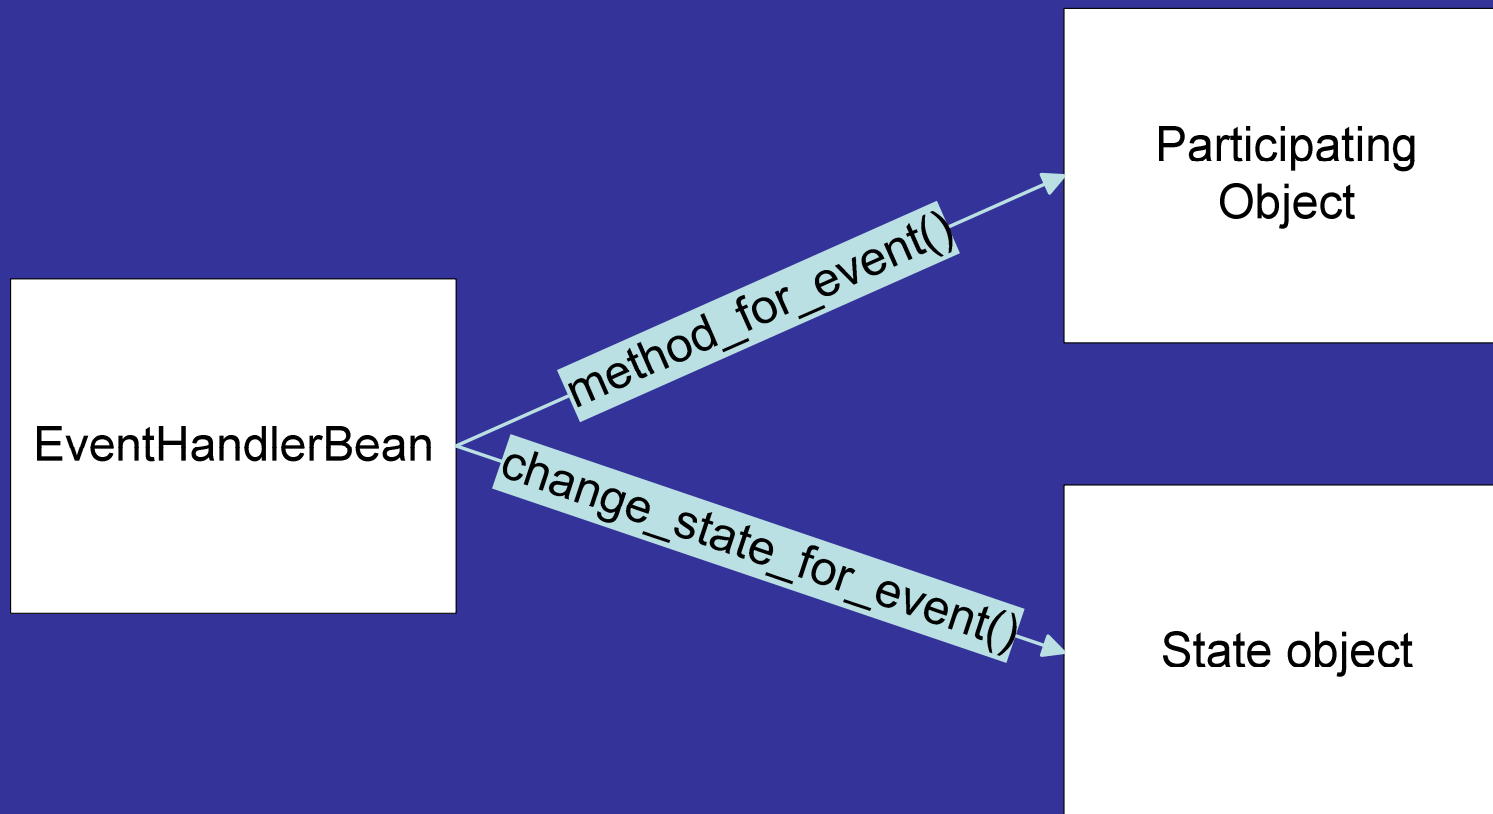 Participating
Object
method_for_event()
EventHandlerBean
change_state_for_event()
State object